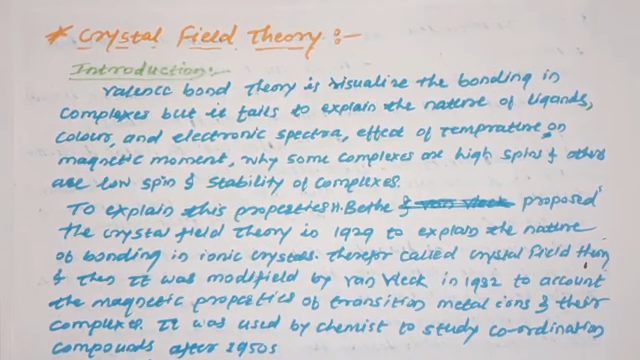 * Crystal Field Theory :-
Introduction:-
Valence bond Theory is visualize the bonding in
complexes but it fails to explain the nature of ligands,
colour, and electronic spectra, effect of temprature on
magnetic moment, why some complexes are high spins & others
are low spin & stability of complexes.
To explain this properties H. Bethe & van vleck proposed
the crystal field Theory in 1929 to explain the nature
of bonding in ionic crystals. Therefor called crystal field theory
& then It was modifield by van vleck in 1932 to account
the magnetic properties of transition metal ions & their
complexes. It was used by chemist to study co-ordination
compounds after 1950s